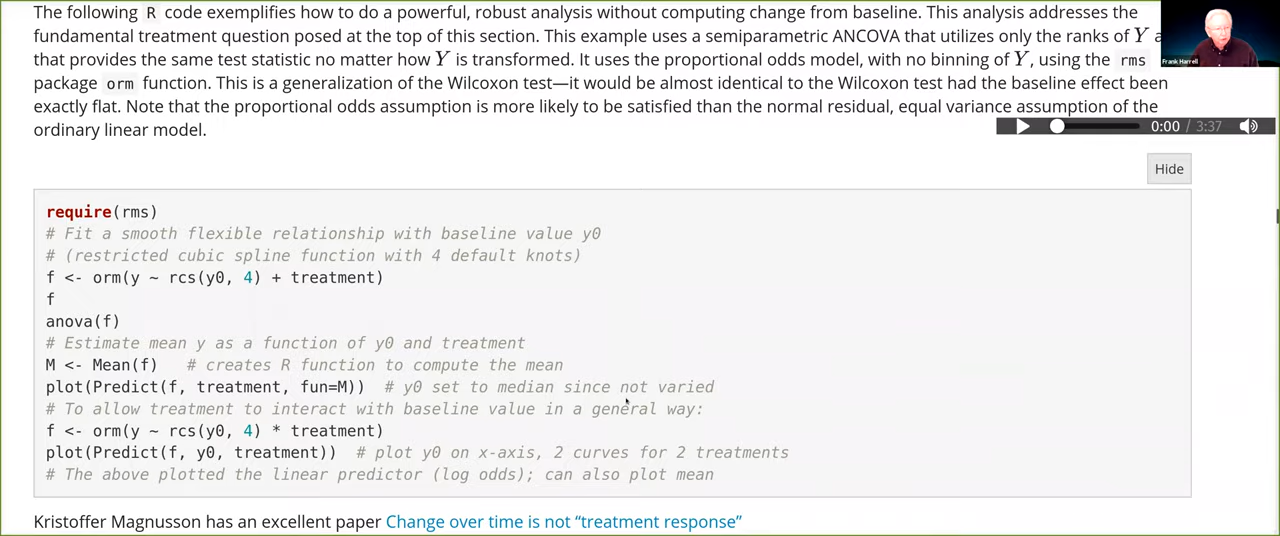 The following R code exemplifies how to do a powerful, robust analysis without computing change from baseline. This analysis addresses the
fundamental treatment question posed at the top of this section. This example uses a semiparametric ANCOVA that utilizes only the ranks of Y
that provides the same test statistic no matter how Y is transformed. It uses the proportional odds model, with no binning of Y, using the rms
package orm function. This is a generalization of the Wilcoxon test—it would be almost identical to the Wilcoxon test had the baseline effect been
exactly flat. Note that the proportional odds assumption is more likely to be satisfied than the normal residual, equal variance assumption of the
ordinary linear model.
Frank Harrell
0:00 / 3:37
Hide
require(rms)
# Fit a smooth flexible relationship with baseline value y0
# (restricted cubic spline function with 4 default knots)
f <- orm(y ~ rcs(y0, 4) + treatment)
f
anova(f)
# Estimate mean y as a function of y0 and treatment
M <- Mean(f)   # creates R function to compute the mean
plot(Predict(f, treatment, fun=M))  # y0 set to median since not varied
# To allow treatment to interact with baseline value in a general way:
f <- orm(y ~ rcs(y0, 4) * treatment)
plot(Predict(f, y0, treatment))  # plot y0 on x-axis, 2 curves for 2 treatments
# The above plotted the linear predictor (log odds); can also plot mean
Kristoffer Magnusson has an excellent paper Change over time is not “treatment response”